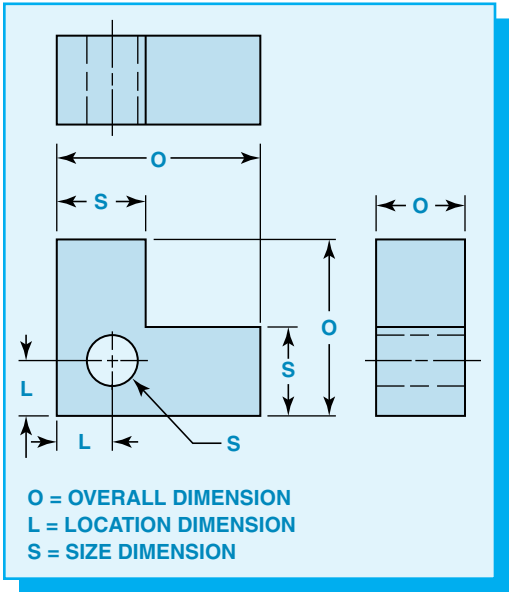 O
S
O
O
S
L
L
S
O = OVERALL DIMENSION
L = LOCATION DIMENSION
S = SIZE DIMENSION